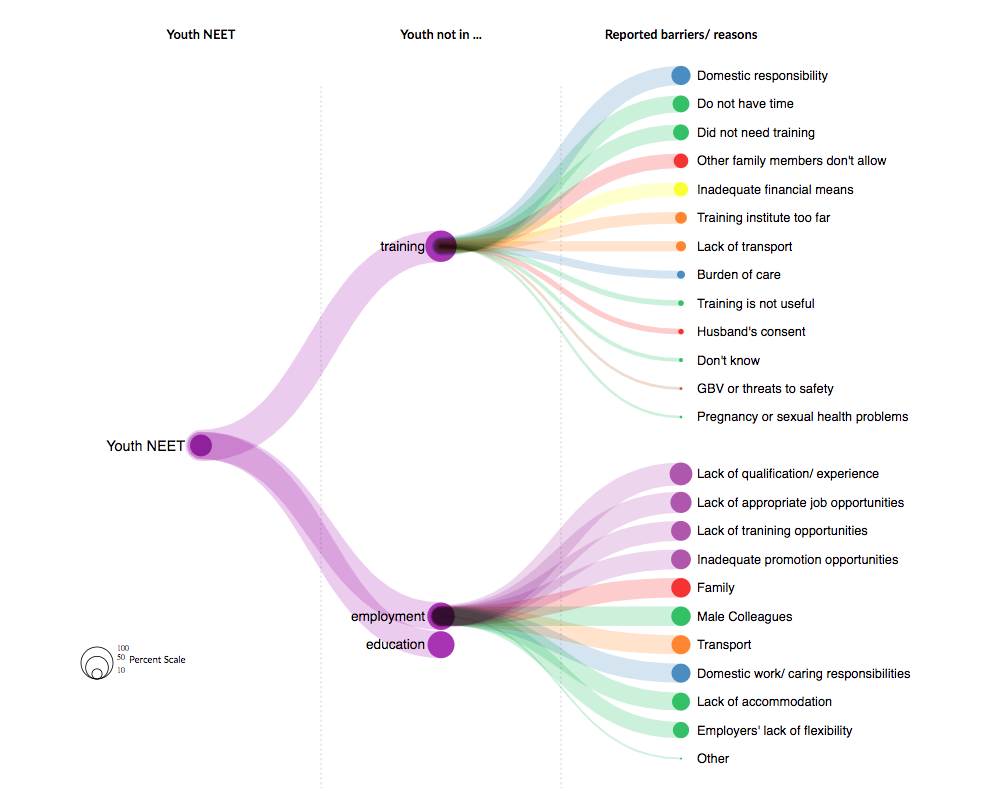 Youth NEET
Youth not in ...
Reported barriers/ reasons
Domestic responsibility
Do not have time
Did not need training
Other family members don't allow
Inadequate financial means
Training institute too far
training
Lack of transport
Burden of care
Training is not useful
Husband's consent
Don't know
GBV or threats to safety
Pregnancy or sexual health problems
Youth NEET
Lack of qualification/ experience
Lack of appropriate job opportunities
Lack of tranining opportunities
Inadequate promotion opportunities
Family
employment
Male Colleagues
education
Transport
Domestic work/ caring responsibilities
Lack of accommodation
Employers' lack of flexibility
Other
100
50
10
Percent Scale